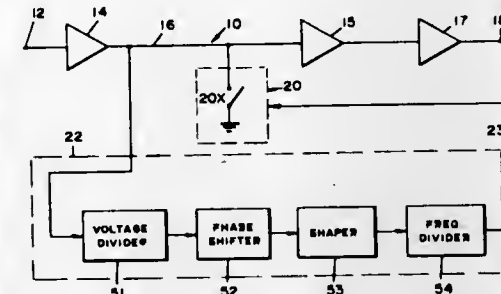 12
14
16
10
15
17
18
20X
20
22
23
VOLTAGE
DIVIDER
PHASE
SHIFTER
SHAPER
FREQ
DIVIDER
51
52
53
54